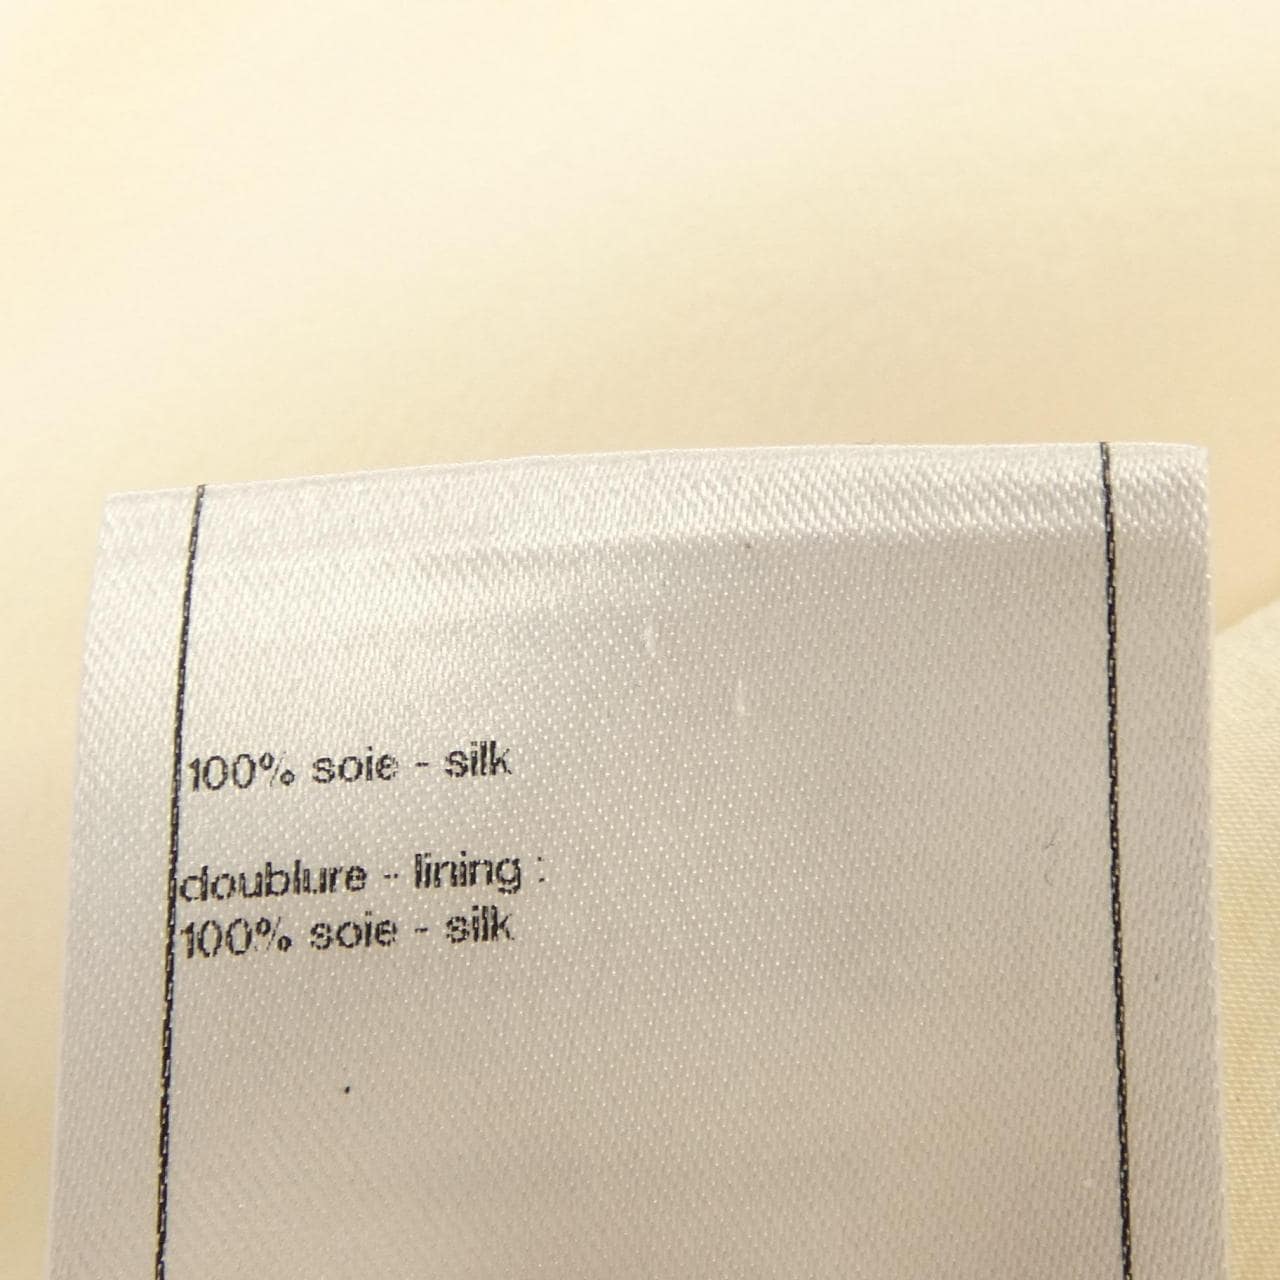 100% soie - silk
doublure - lining :
100% soie - silk